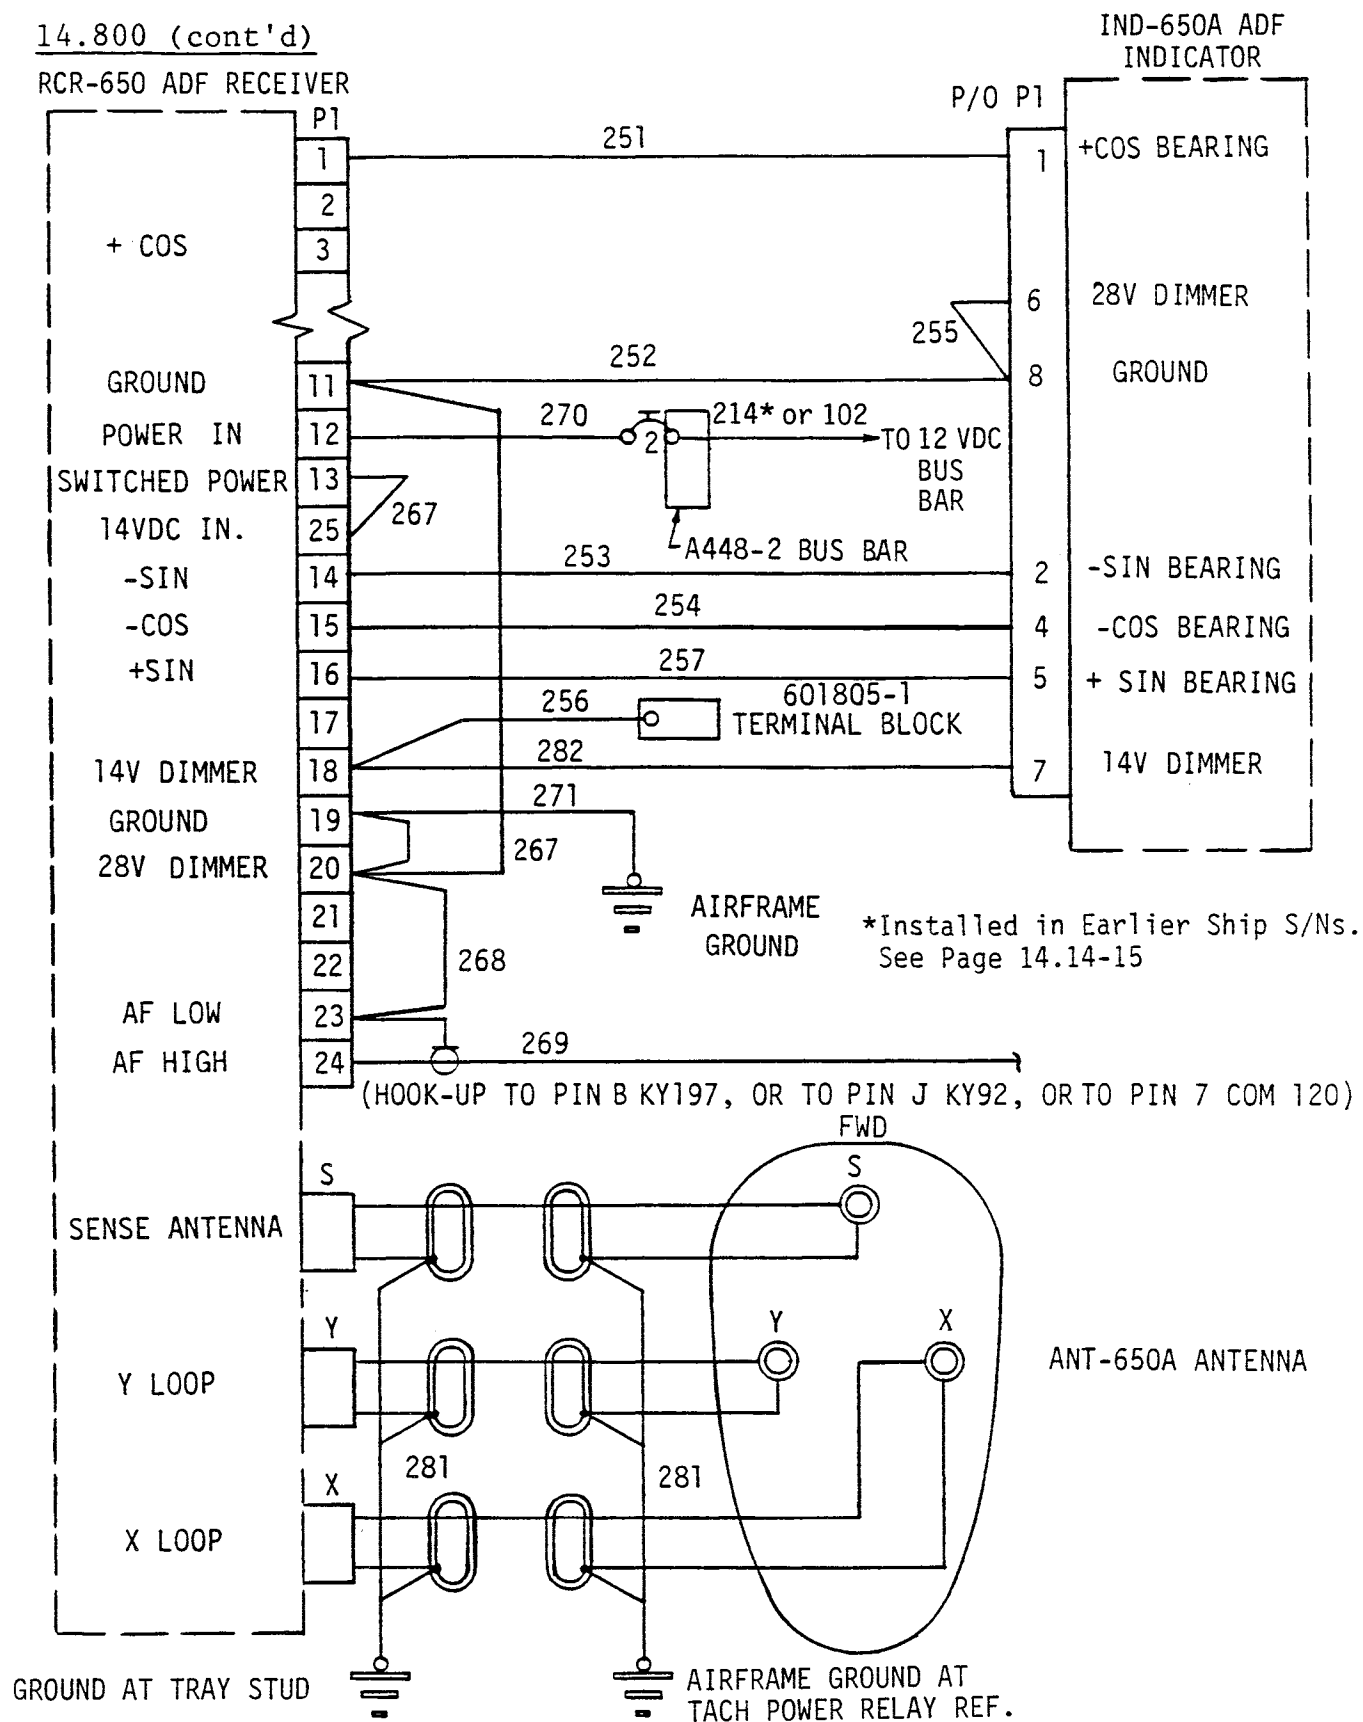 14.800 (cont'd)
RCR-650 ADF RECEIVER
IND-650A ADF
INDICATOR
P1
P/O P1
1
251
1
+COS BEARING
2
+ COS
3
6
28V DIMMER
255
GROUND
11
252
8
GROUND
POWER IN
12
270
2
214* or 102
TO 12 VDC
BUS
BAR
SWITCHED POWER
13
267
14VDC IN.
25
A448-2 BUS BAR
-SIN
14
253
2
-SIN BEARING
-COS
15
254
4
-COS BEARING
+SIN
16
257
5
+ SIN BEARING
17
256
601805-1
TERMINAL BLOCK
14V DIMMER
18
282
7
14V DIMMER
GROUND
19
271
28V DIMMER
20
267
AIRFRAME
GROUND
21
*Installed in Earlier Ship S/Ns.
See Page 14.14-15
22
268
AF LOW
23
AF HIGH
24
269
(HOOK-UP TO PIN B KY197, OR TO PIN J KY92, OR TO PIN 7 COM 120)
FWD
S
S
SENSE ANTENNA
Y
Y
X
Y LOOP
ANT-650A ANTENNA
281
281
X
X LOOP
GROUND AT TRAY STUD
AIRFRAME GROUND AT
TACH POWER RELAY REF.